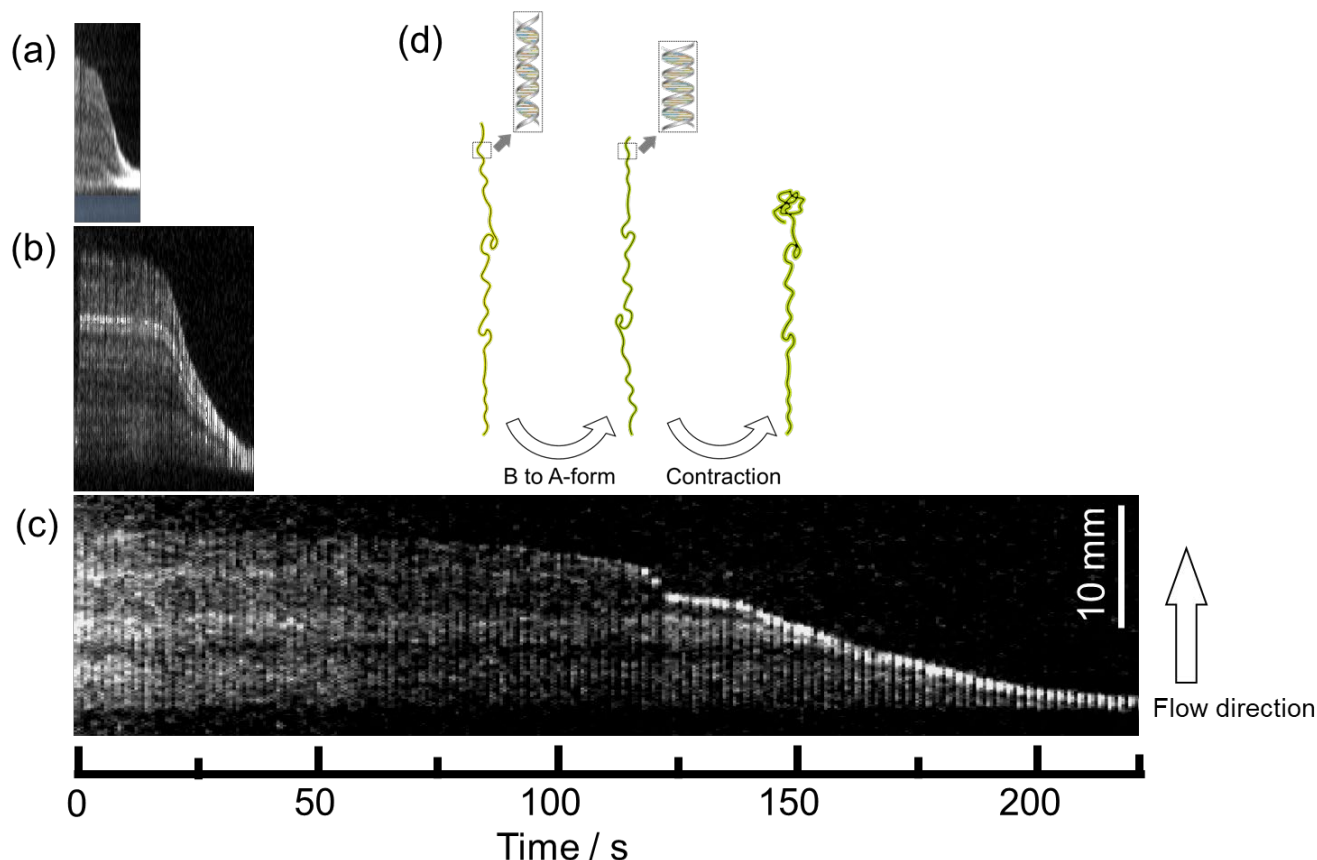 (a)
(d)
(b)
B to A-form
Contraction
(c)
10 mm
Flow direction
0
50
100
150
200
Time / s